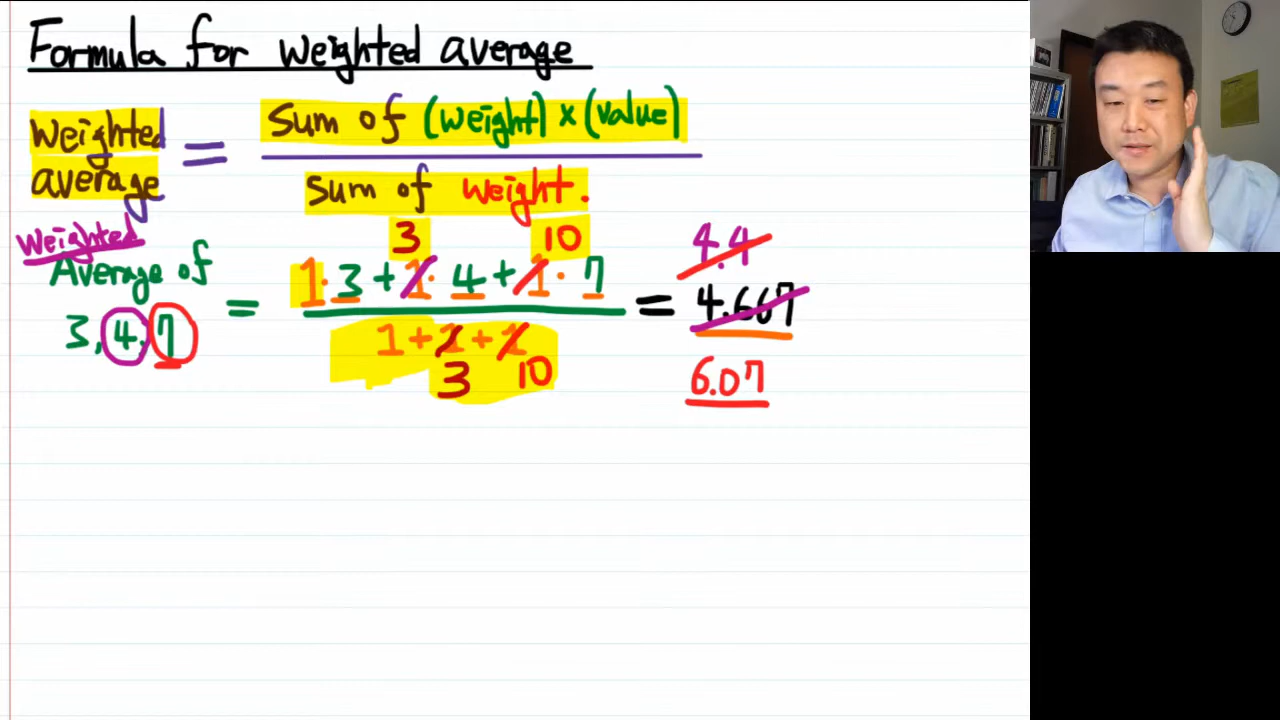 Formula for weighted average
Weighted average = Sum of (weight) x (value)
Sum of weight.
Weighted
3 10
4.4
Average of
3, 4, 7
= 1·3 + 1·4 + 1·7
1 + 1 + 1
= 4.667
3 10
6.07